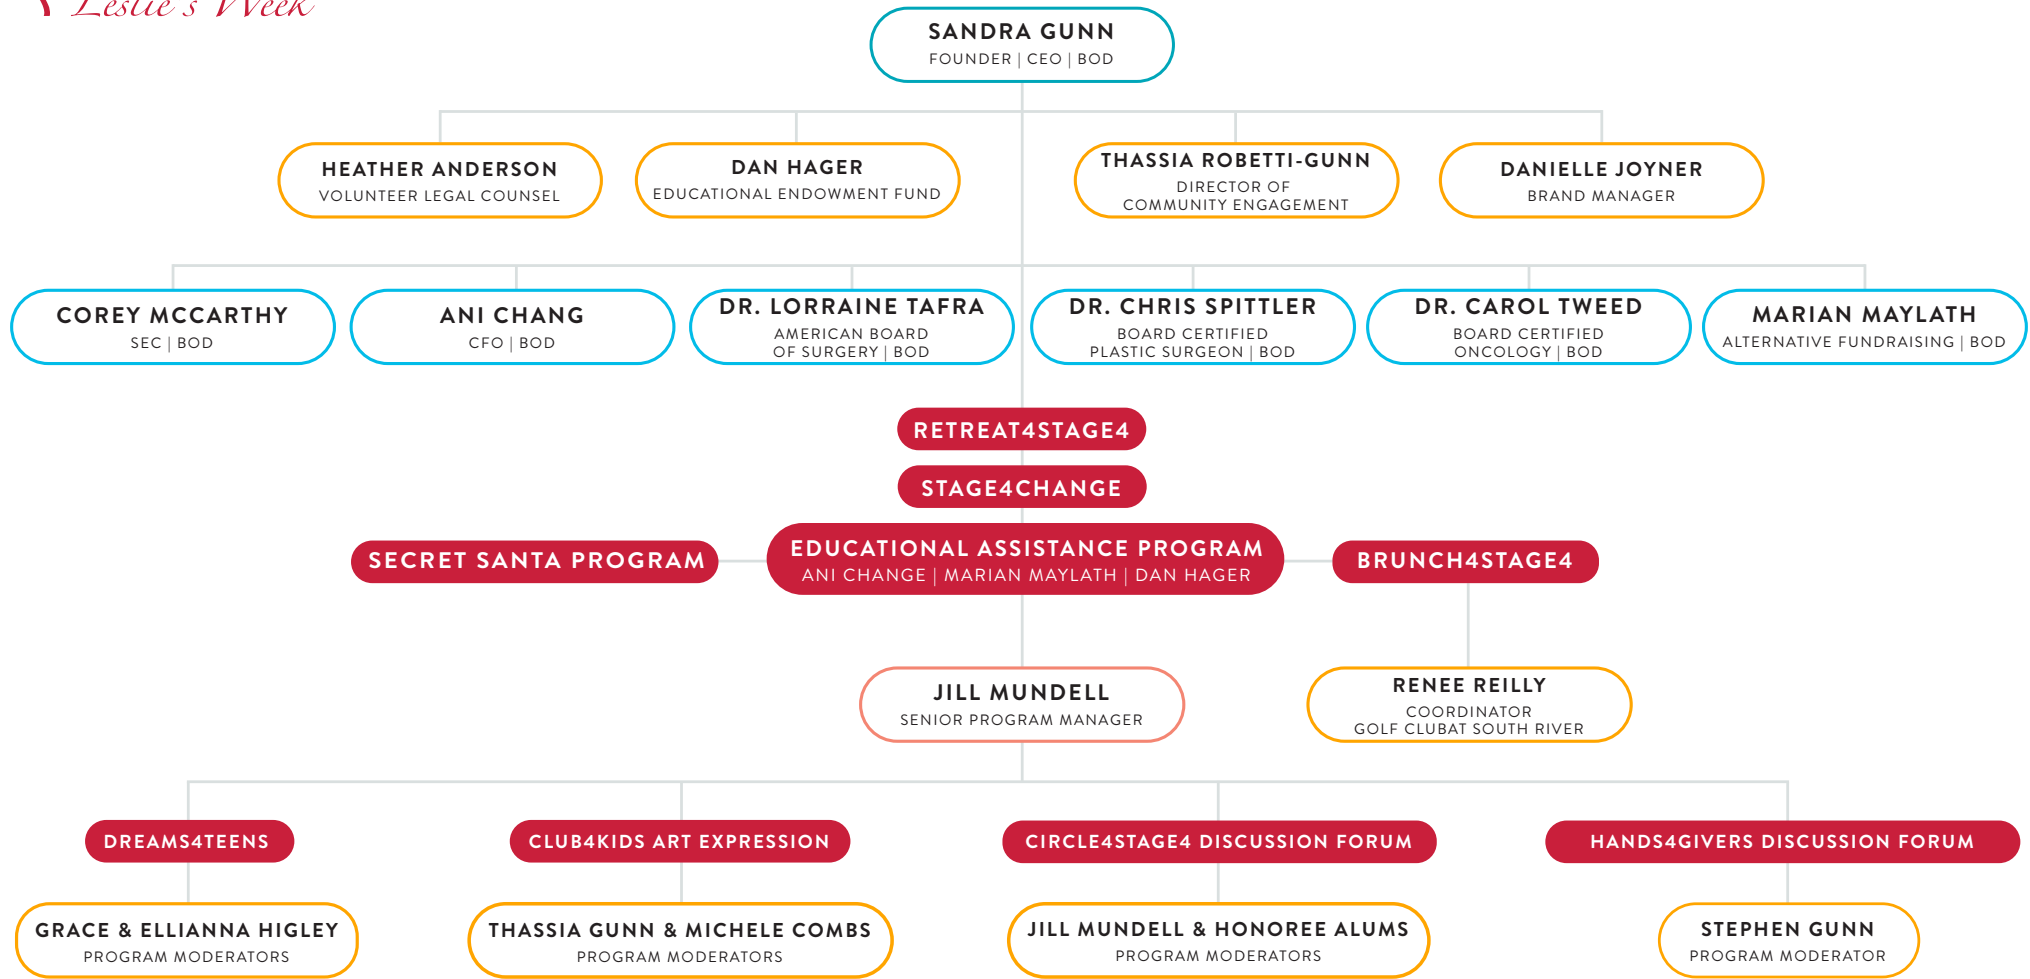 Leslie's Week
SANDRA GUNN
FOUNDER | CEO | BOD
HEATHER ANDERSON
VOLUNTEER LEGAL COUNSEL
DAN HAGER
EDUCATIONAL ENDOWMENT FUND
THASSIA ROBETTI-GUNN
DIRECTOR OF
COMMUNITY ENGAGEMENT
DANIELLE JOYNER
BRAND MANAGER
COREY MCCARTHY
SEC | BOD
ANI CHANG
CFO | BOD
DR. LORRAINE TAFRA
AMERICAN BOARD
OF SURGERY | BOD
DR. CHRIS SPITTLER
BOARD CERTIFIED
PLASTIC SURGEON | BOD
DR. CAROL TWEED
BOARD CERTIFIED
ONCOLOGY | BOD
MARIAN MAYLATH
ALTERNATIVE FUNDRAISING | BOD
RETREAT4STAGE4
STAGE4CHANGE
SECRET SANTA PROGRAM
EDUCATIONAL ASSISTANCE PROGRAM
ANI CHANGE | MARIAN MAYLATH | DAN HAGER
BRUNCH4STAGE4
JILL MUNDELL
SENIOR PROGRAM MANAGER
RENEE REILLY
COORDINATOR
GOLF CLUBAT SOUTH RIVER
DREAMS4TEENS
CLUB4KIDS ART EXPRESSION
CIRCLE4STAGE4 DISCUSSION FORUM
HANDS4GIVERS DISCUSSION FORUM
GRACE & ELLIANNA HIGLEY
PROGRAM MODERATORS
THASSIA GUNN & MICHELE COMBS
PROGRAM MODERATORS
JILL MUNDELL & HONOREE ALUMS
PROGRAM MODERATORS
STEPHEN GUNN
PROGRAM MODERATOR